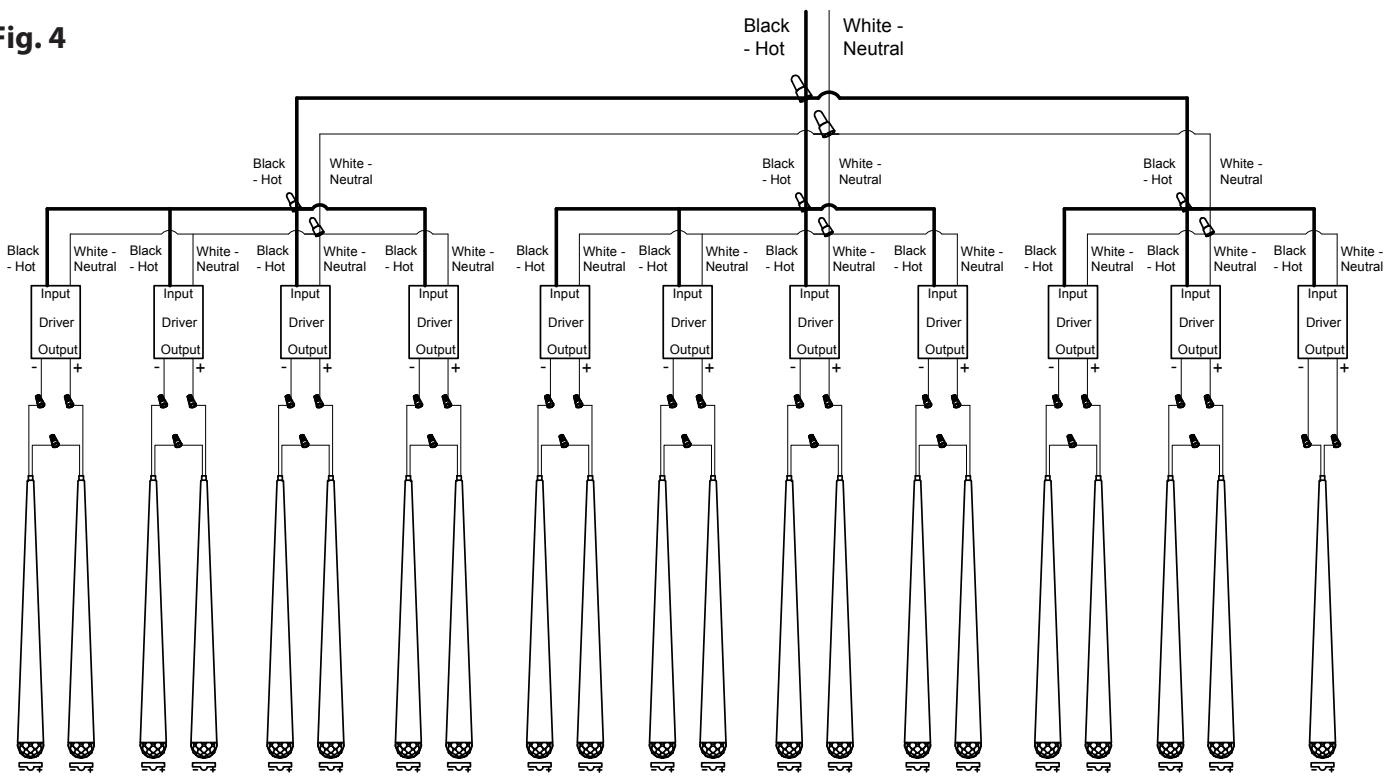 Fig. 4
Black White -
- Hot Neutral
Black White - Black White - Black White -
- Hot Neutral - Hot Neutral - Hot Neutral
Black White - Black White - Black White - Black White - Black White - Black White - Black White - Black White - Black White - Black White - Black White -
- Hot Neutral - Hot Neutral - Hot Neutral - Hot Neutral - Hot Neutral - Hot Neutral - Hot Neutral - Hot Neutral - Hot Neutral - Hot Neutral - Hot Neutral
Input Input Input Input Input Input Input Input Input Input Input
Driver Driver Driver Driver Driver Driver Driver Driver Driver Driver Driver
Output Output Output Output Output Output Output Output Output Output Output
- + - + - + - + - + - + - + - + - + - + - +